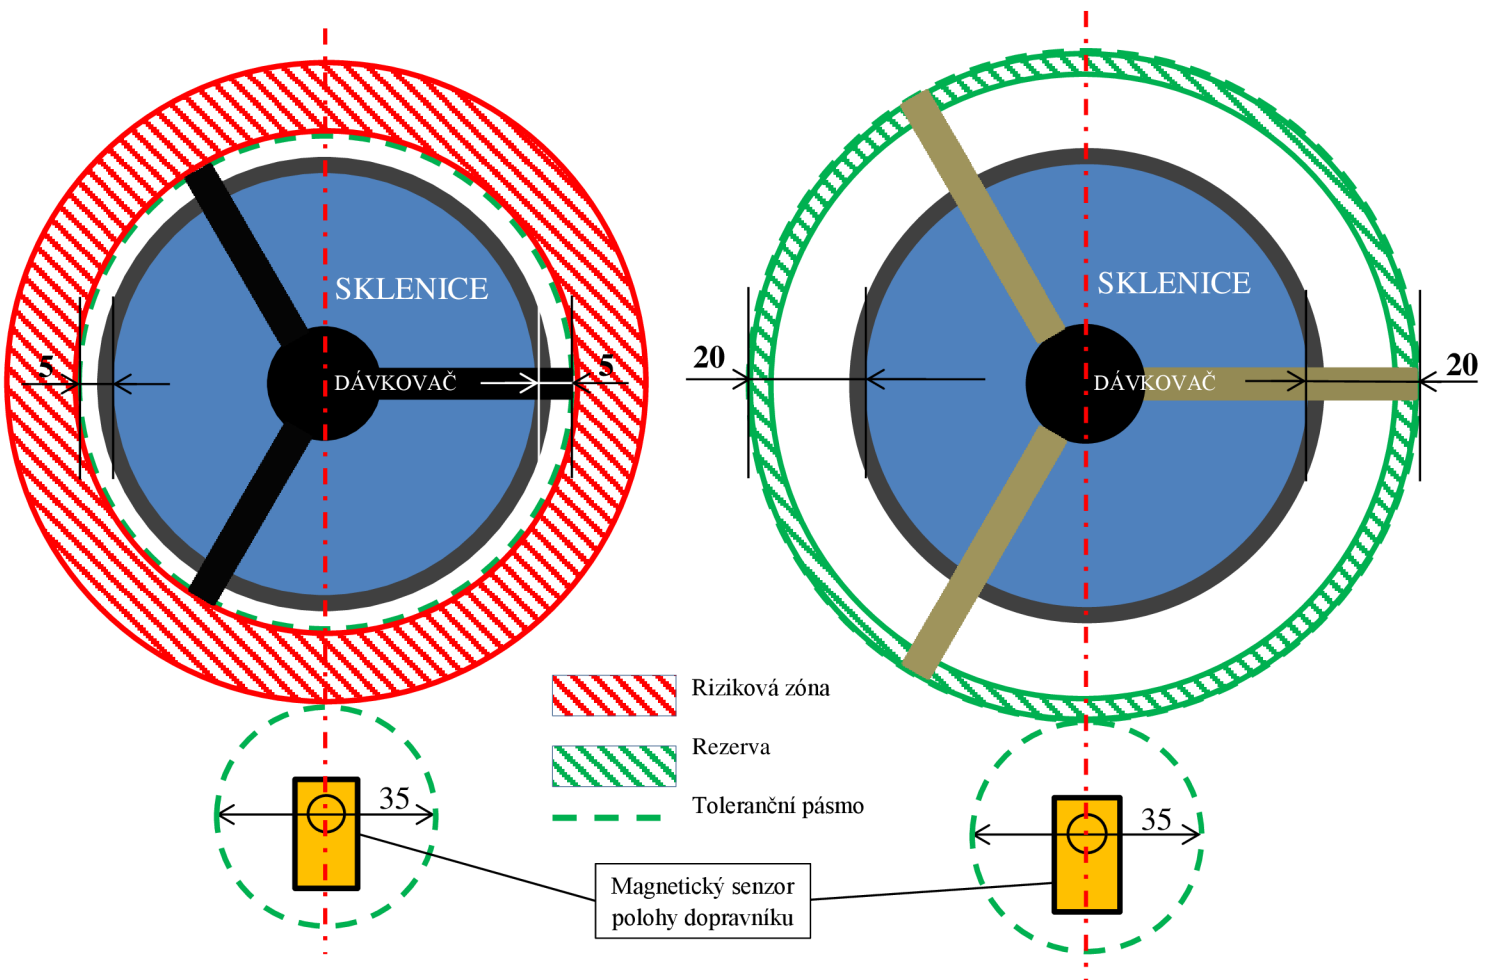 SKLENICE
5
DÁVKOVAČ
5
35
SKLENICE
20
DÁVKOVAČ
20
35
Riziková zóna
Rezerva
Toleranční pásmo
Magnetický senzor
polohy dopravníku